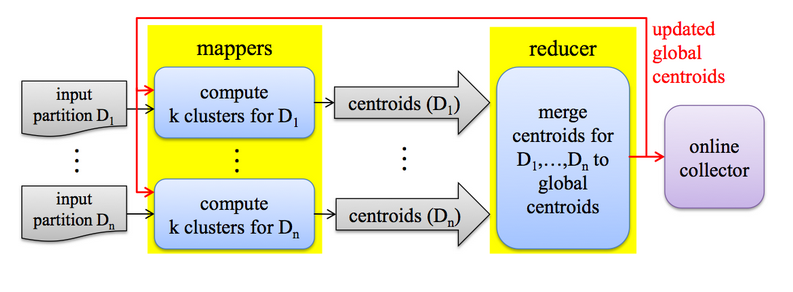 mappers
reducer
updated
global
centroids
input
partition D₁
compute
k clusters for D₁
centroids (D₁)
merge
centroids for
D₁,…,Dₙ to
global
centroids
online
collector
input
partition Dₙ
compute
k clusters for Dₙ
centroids (Dₙ)